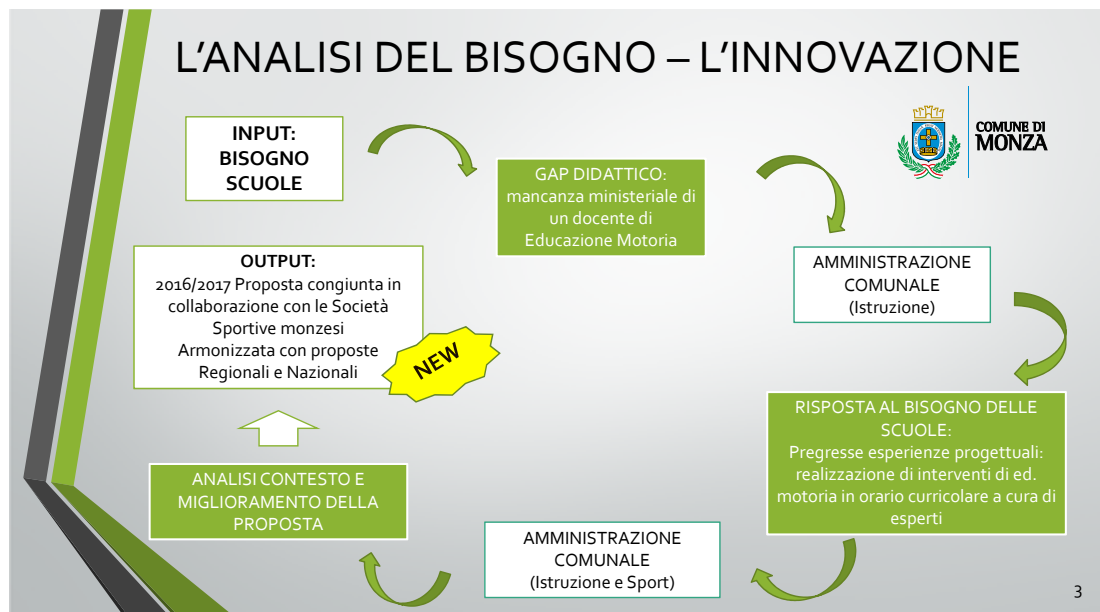 L'ANALISI DEL BISOGNO – L'INNOVAZIONE
COMUNE DI
MONZA
INPUT:
BISOGNO
SCUOLE
GAP DIDATTICO:
mancanza ministeriale di
un docente di
Educazione Motoria
AMMINISTRAZIONE
COMUNALE
(Istruzione)
RISPOSTA AL BISOGNO DELLE
SCUOLE:
Pregresse esperienze progettuali:
realizzazione di interventi di ed.
motoria in orario curricolare a cura di
esperti
AMMINISTRAZIONE
COMUNALE
(Istruzione e Sport)
ANALISI CONTESTO E
MIGLIORAMENTO DELLA
PROPOSTA
OUTPUT:
2016/2017 Proposta congiunta in
collaborazione con le Società
Sportive monzesi
Armonizzata con proposte
Regionali e Nazionali
NEW
3